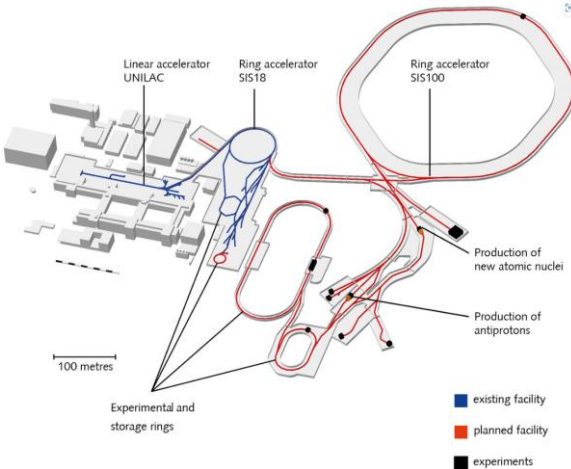 Linear accelerator
UNILAC
Ring accelerator
SIS18
Ring accelerator
SIS100
Production of
new atomic nuclei
Production of
antiprotons
100 metres
Experimental and
storage rings
existing facility
planned facility
experiments